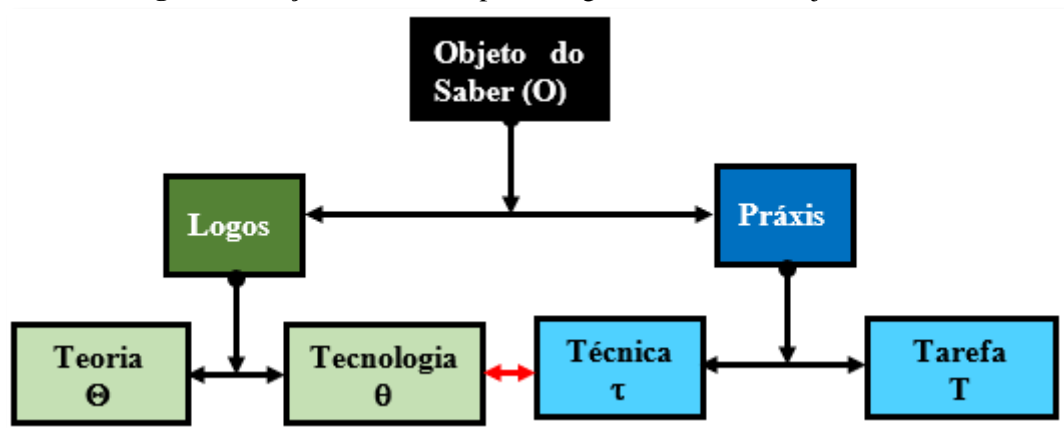 Objeto do
Saber (O)
Logos
Práxis
Teoria
Θ
Tecnologia
θ
Técnica
τ
Tarefa
T